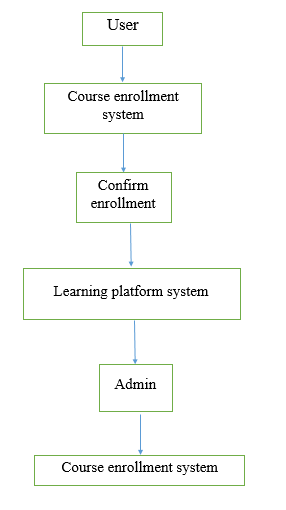 User
Course enrollment
system
Confirm
enrollment
Learning platform system
Admin
Course enrollment system